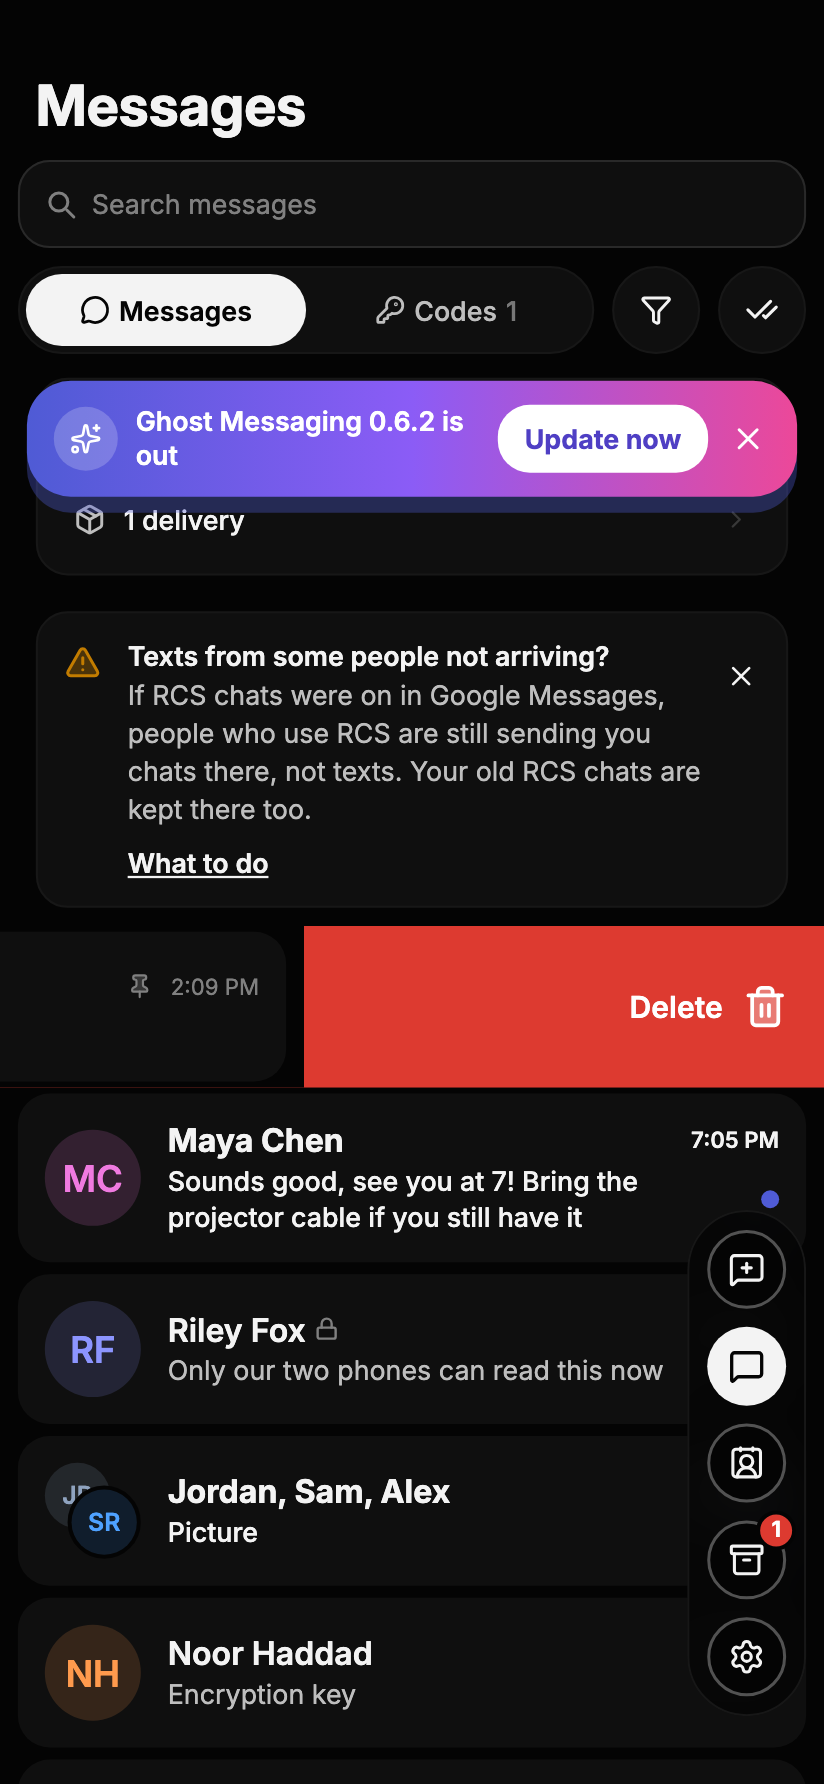 Messages
Search messages
Messages
Codes 1
Ghost Messaging 0.6.2 is
out
Update now
1 delivery
Texts from some people not arriving?
If RCS chats were on in Google Messages,
people who use RCS are still sending you
chats there, not texts. Your old RCS chats are
kept there too.
What to do
2:09 PM
Delete
MC
Maya Chen
7:05 PM
Sounds good, see you at 7! Bring the
projector cable if you still have it
RF
Riley Fox
Only our two phones can read this now
SR
Jordan, Sam, Alex
Picture
1
NH
Noor Haddad
Encryption key